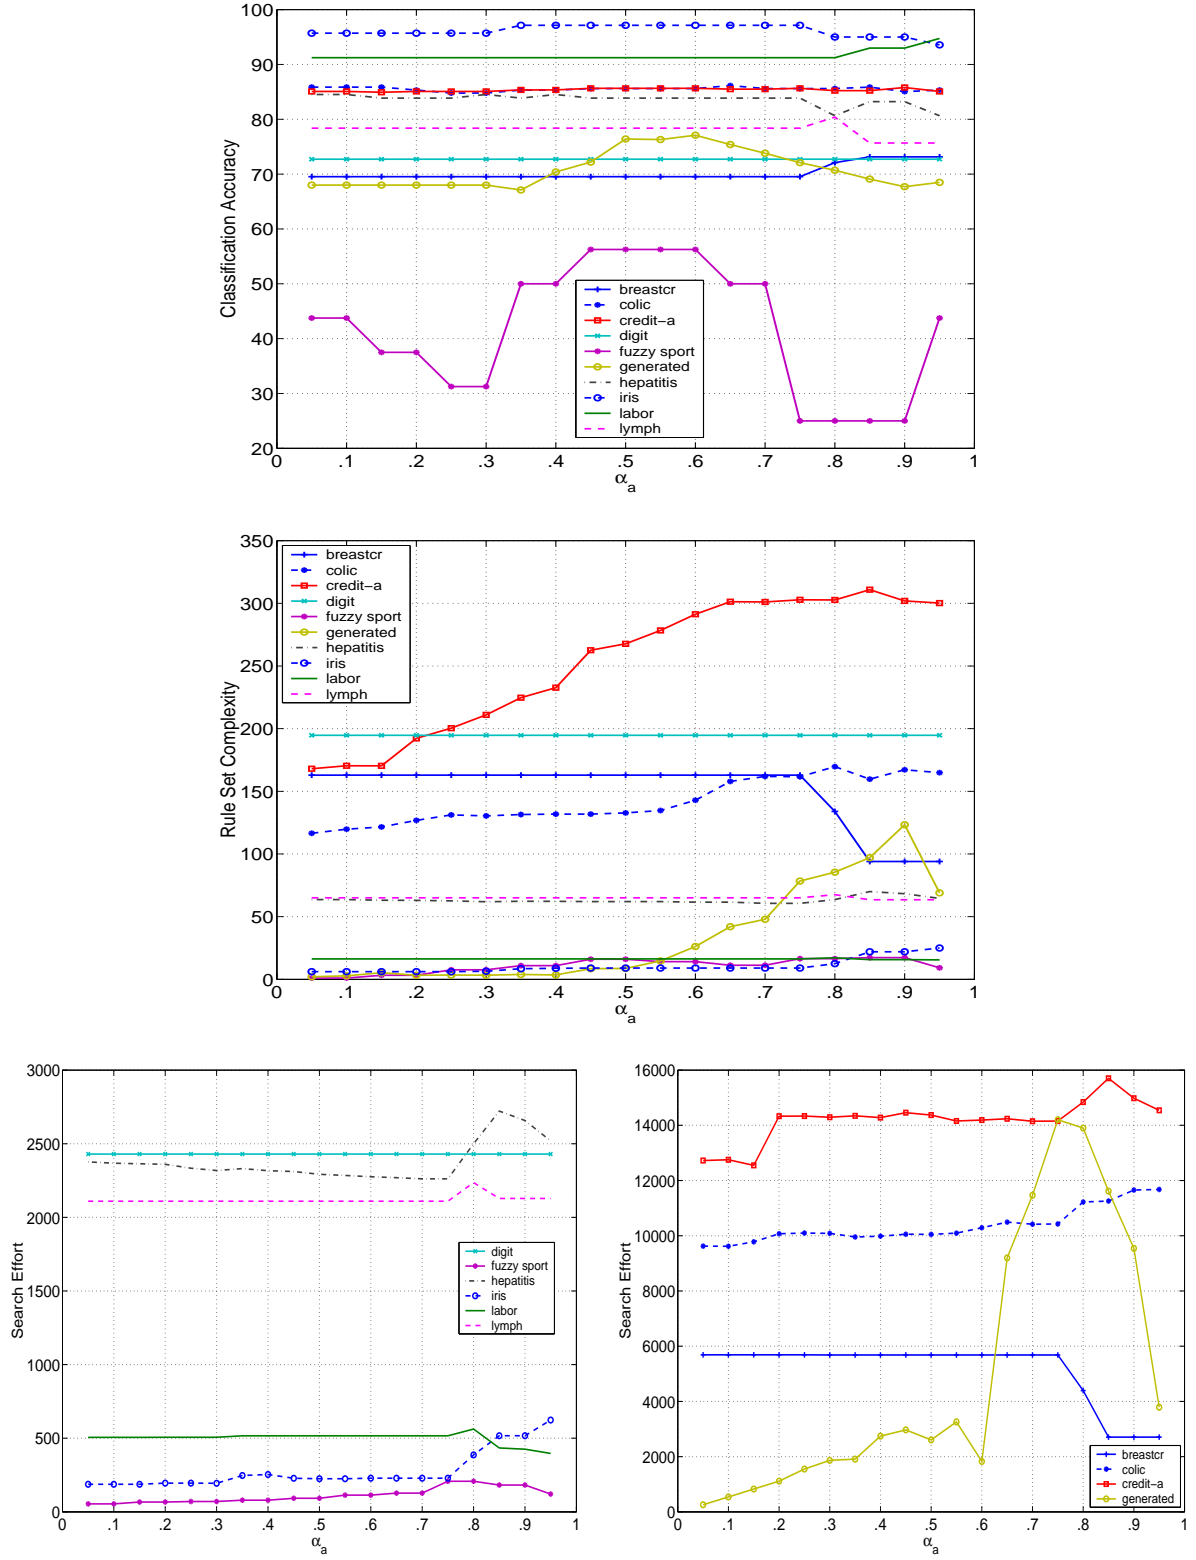 100
90
80
70
60
50
40
30
20
0 .1 .2 .3 .4 .5 .6 .7 .8 .9 1
Classification Accuracy
αa
breastcr
colic
credit−a
digit
fuzzy sport
generated
hepatitis
iris
labor
lymph
350
300
250
200
150
100
50
0
0 .1 .2 .3 .4 .5 .6 .7 .8 .9 1
Rule Set Complexity
αa
breastcr
colic
credit−a
digit
fuzzy sport
generated
hepatitis
iris
labor
lymph
3000
2500
2000
1500
1000
500
0
0 .1 .2 .3 .4 .5 .6 .7 .8 .9 1
Search Effort
αa
digit
fuzzy sport
hepatitis
iris
labor
lymph
16000
14000
12000
10000
8000
6000
4000
2000
0
0 .1 .2 .3 .4 .5 .6 .7 .8 .9 1
Search Effort
αa
breastcr
colic
credit−a
generated